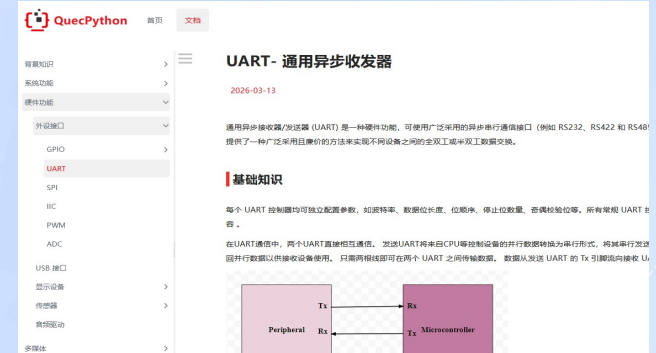 QuecPython 首页 文档
背景知识
系统功能
硬件功能
外设接口
GPIO
UART
SPI
IIC
PWM
ADC
USB 接口
显示设备
传感器
音频驱动
多媒体
UART- 通用异步收发器
2026-03-13
通用异步接收器/发送器 (UART) 是一种硬件功能，可使用广泛采用的异步串行通信接口（例如 RS232、RS422 和 RS48
提供了一种广泛采用且廉价的方法来实现不同设备之间的全双工或半双工数据交换。
基础知识
每个 UART 控制器均可独立配置参数，如波特率、数据位长度、位顺序、停止位数量、奇偶校验位等。所有常规 UART
容 。
在UART通信中，两个UART直接相互通信。 发送UART将来自CPU等控制设备的并行数据转换为串行形式，将其串行发送
回并行数据以供接收设备使用。 只需两根线即可在两个 UART 之间传输数据。 数据从发送 UART 的 Tx 引脚流向接收
Tx Rx
Peripheral Rx Tx Microcontroller